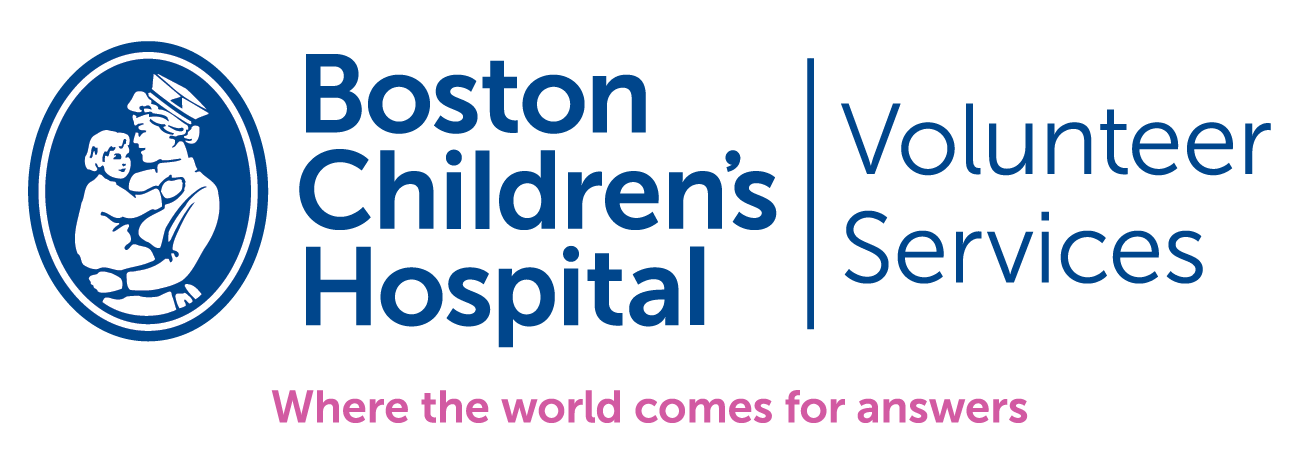 Boston
Children's
Hospital
Volunteer
Services
Where the world comes for answers